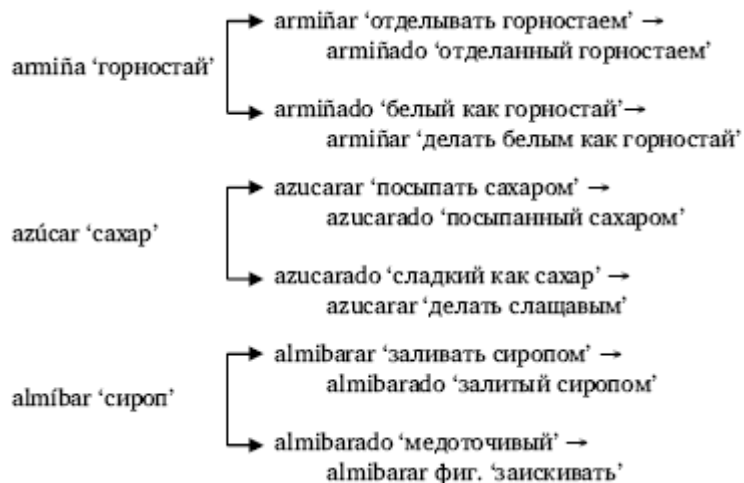 armiña ‘горностай’
armiñar ‘отделывать горностаем’ →
armiñado ‘отделанный горностаем’
armiñado ‘белый как горностай’→
armiñar ‘делать белым как горностай’
azúcar ‘сахар’
azucarar ‘посыпать сахаром’ →
azucarado ‘посыпанный сахаром’
azucarado ‘сладкий как сахар’ →
azucarar ‘делать слащавым’
almíbar ‘сироп’
almibarar ‘заливать сиропом’ →
almibarado ‘залитый сиропом’
almibarado ‘медоточивый’ →
almibarar фиг. ‘заискивать’